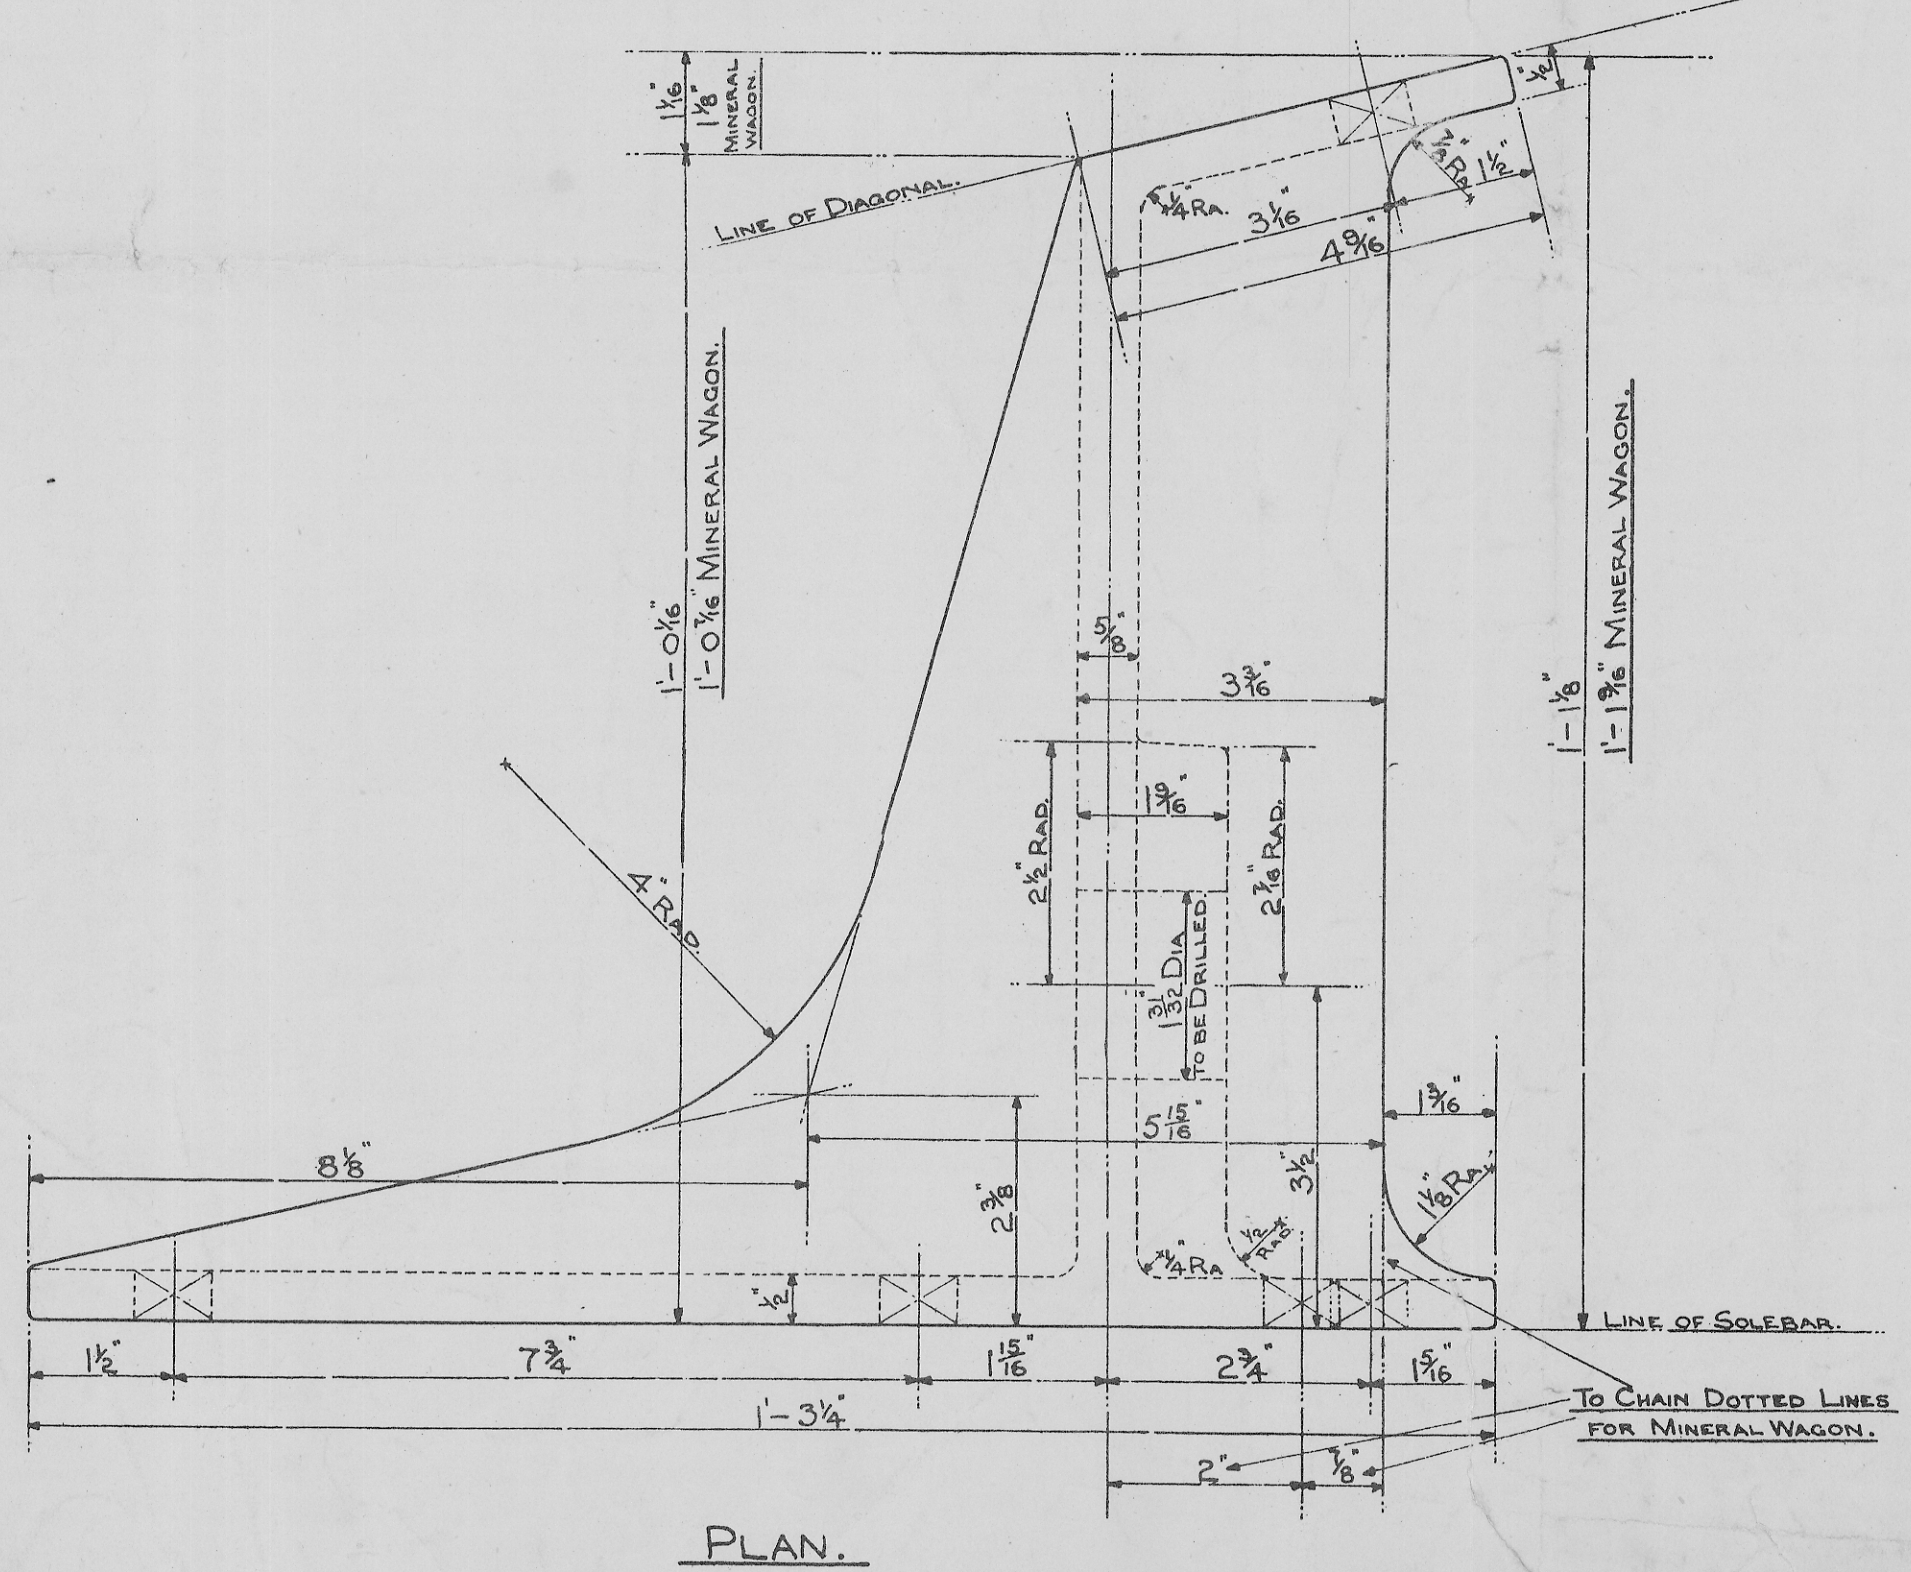 1 1/16"
1 1/8"
MINERAL
WAGON.
1/2"
7/8" RA
1 1/2"
LINE OF DIAGONAL.
1/4" RA.
3 1/16"
4 9/16"
1'-0 1/16"
1'-0 7/16" MINERAL WAGON.
5/8"
3 3/16"
1'-1 1/8"
1'-1 9/16" MINERAL WAGON.
1 9/16"
2 1/2" RAD.
2 7/16" RAD.
4" RAD.
1 31/32" DIA
TO BE DRILLED.
1 3/16"
5 15/16"
8 1/8"
2 3/8"
3 1/2"
1 1/8" RA.
1/2"
1/4" RA
1/2"
RAD.
LINE OF SOLEBAR.
1 1/2"
7 3/4"
1 15/16"
2 3/4"
1 5/16"
TO CHAIN DOTTED LINES
FOR MINERAL WAGON.
1'-3 1/4"
2"
7/8"
PLAN.